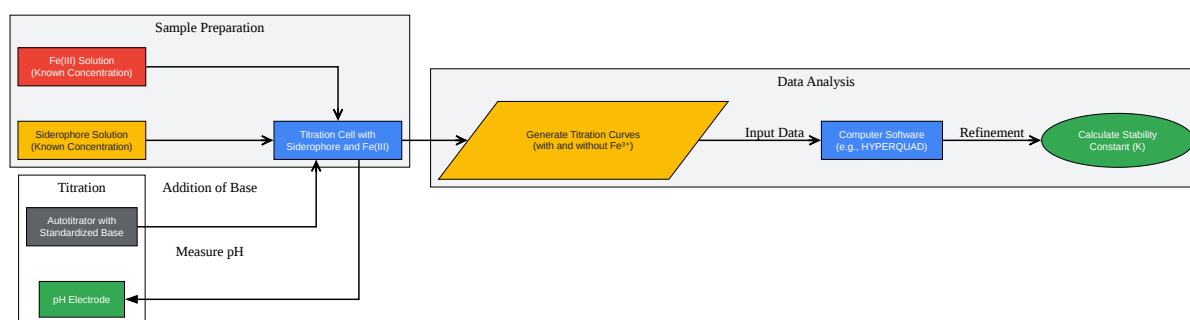 Sample Preparation
Fe(III) Solution
(Known Concentration)
Siderophore Solution
(Known Concentration)
Titration Cell with
Siderophore and Fe(III)
Titration
Addition of Base
Autotitrator with
Standardized Base
Measure pH
pH Electrode
Data Analysis
Generate Titration Curves
(with and without Fe³⁺)
Input Data
Computer Software
(e.g., HYPERQUAD)
Refinement
Calculate Stability
Constant (K)